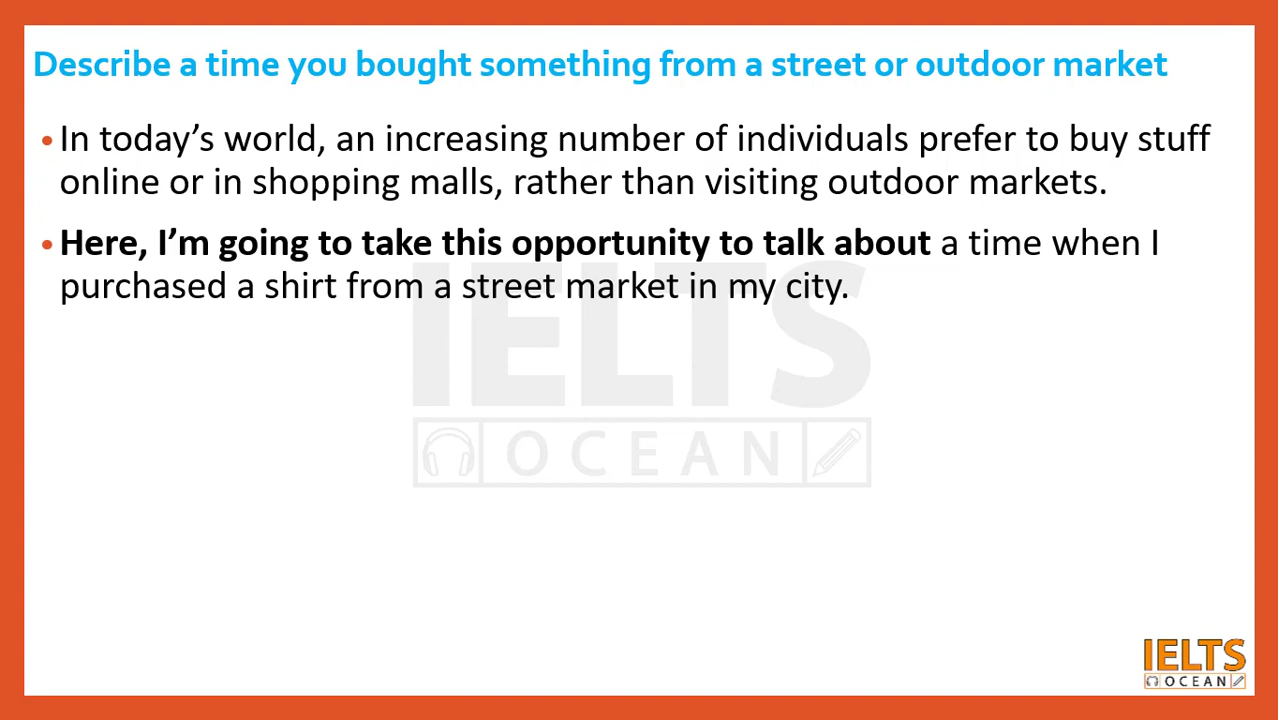 Describe a time you bought something from a street or outdoor market
• In today's world, an increasing number of individuals prefer to buy stuff
online or in shopping malls, rather than visiting outdoor markets.
• Here, I'm going to take this opportunity to talk about a time when I
purchased a shirt from a street market in my city.
IELTS
OCEAN
IELTS
OCEAN